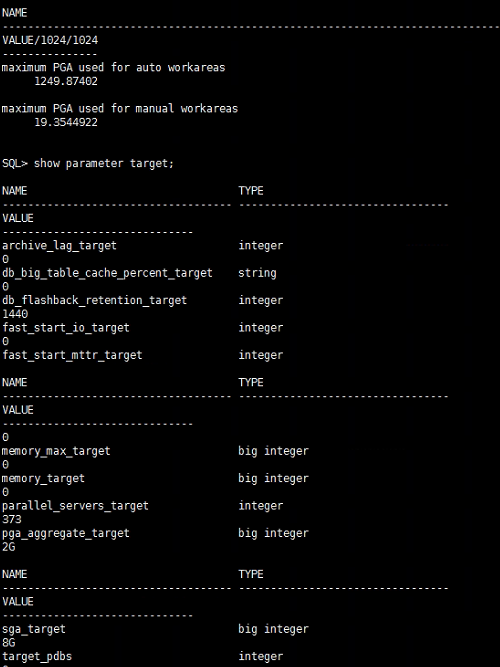 NAME
--------------------------------------------------------------------------------
VALUE/1024/1024
---------------
maximum PGA used for auto workareas
     1249.87402

maximum PGA used for manual workareas
     19.3544922


SQL> show parameter target;

NAME                                 TYPE
------------------------------------ ---------------------------------
VALUE
------------------------------
archive_lag_target                   integer
0
db_big_table_cache_percent_target    string
0
db_flashback_retention_target        integer
1440
fast_start_io_target                 integer
0
fast_start_mttr_target               integer

NAME                                 TYPE
------------------------------------ ---------------------------------
VALUE
------------------------------
0
memory_max_target                    big integer
0
memory_target                        big integer
0
parallel_servers_target              integer
373
pga_aggregate_target                 big integer
2G

NAME                                 TYPE
------------------------------------ ---------------------------------
VALUE
------------------------------
sga_target                           big integer
8G
target_pdbs                          integer